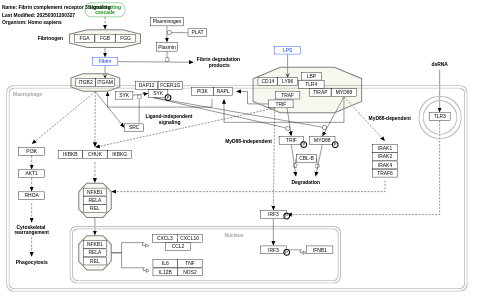 Name: Fibrin complement receptor 3 signaling
Last Modified: 20250301200327
Organism: Homo sapiens
cascade
Plasminogen
PLAT
Fibrinogen
FGA
FGB
FGG
Plasmin
Fibrin
Fibrin degradation
products
LPS
dsRNA
ITGB2
ITGAM
DAP12
FCER1G
SYK
SYK
PI3K
RAPL
CD14
LY96
LBP
TLR4
TRAF
TIRAP
MYD88
TRIF
Macrophage
SRC
Ligand-independent
signaling
MyD88-dependent
TLR3
MyD88-independent
TRIF
P
MYD88
P
CBL-B
Degradation
IRAK1
IRAK2
IRAK4
TRAF6
PI3K
AKT1
RHOA
Cytoskeletal
rearrangement
Phagocytosis
IKBKB
CHUK
IKBKG
NFKB1
RELA
REL
IRF3
P
Nucleus
NFKB1
RELA
REL
CXCL3
CXCL10
CCL2
IL6
TNF
IL12B
NOS2
IRF3
P
IFNB1